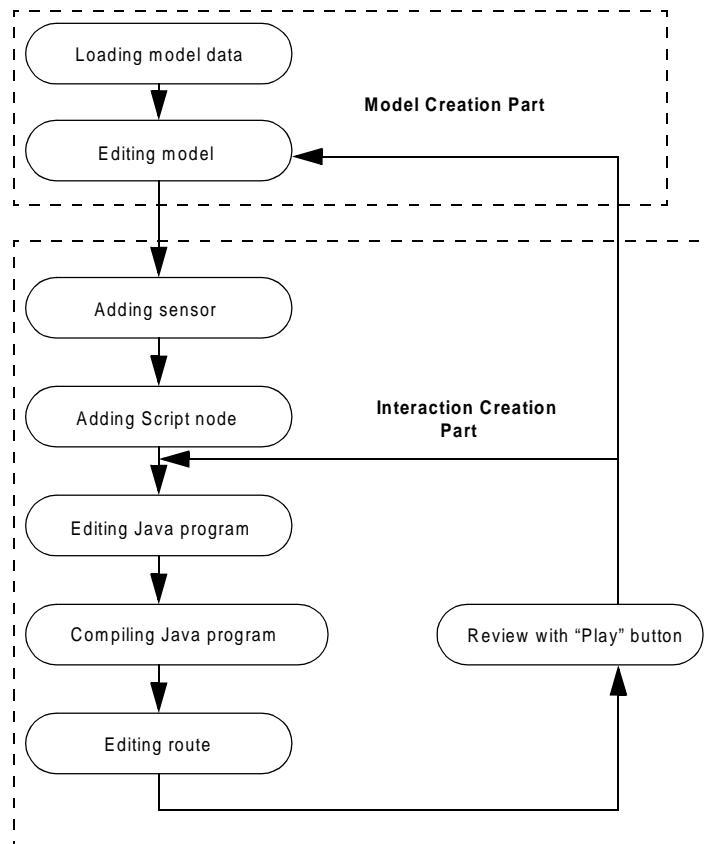 Loading model data
Model Creation Part
Editing model
Adding sensor
Adding Script node
Interaction Creation
Part
Editing Java program
Compiling Java program
Review with “Play” button
Editing route